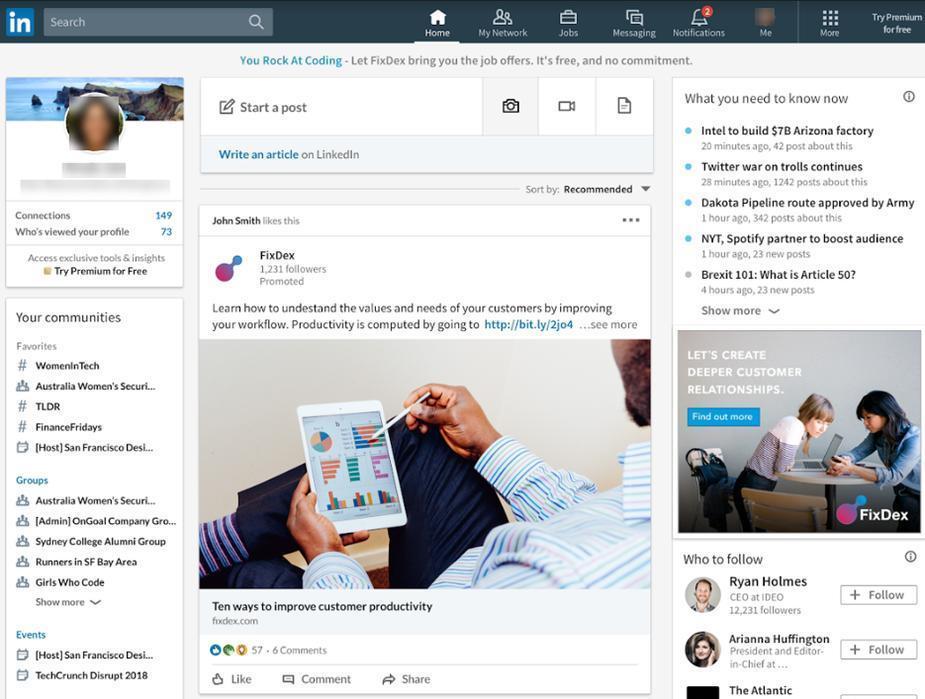 in
Search
Home
My Network
Jobs
Messaging
2
Notifications
Me
More
Try Premium
for free
You Rock At Coding - Let FixDex bring you the job offers. It's free, and no commitment.
Connections 149
Who's viewed your profile 73
Access exclusive tools & insights
Try Premium for Free
Your communities
Favorites
# WomenInTech
Australia Women's Securi...
# TLDR
# FinanceFridays
[Host] San Francisco Desi...
Groups
Australia Women's Securi...
[Admin] OnGoal Company Gro...
Sydney College Alumni Group
Runners in SF Bay Area
Girls Who Code
Show more
Events
[Host] San Francisco Desi...
TechCrunch Disrupt 2018
Start a post
Write an article on LinkedIn
Sort by: Recommended
John Smith likes this
FixDex
1,231 followers
Promoted
Learn how to undestand the values and needs of your customers by improving
your workflow. Productivity is computed by going to http://bit.ly/2jo4 ...see more
Ten ways to improve customer productivity
fixdex.com
57 · 6 Comments
Like
Comment
Share
What you need to know now
Intel to build $7B Arizona factory
20 minutes ago, 42 post about this
Twitter war on trolls continues
28 minutes ago, 1242 posts about this
Dakota Pipeline route approved by Army
1 hour ago, 342 posts about this
NYT, Spotify partner to boost audience
1 hour ago, 23 new posts
Brexit 101: What is Article 50?
4 hours ago, 23 new posts
Show more
LET'S CREATE
DEEPER CUSTOMER
RELATIONSHIPS.
Find out more
FixDex
Who to follow
Ryan Holmes
CEO at IDEO
12,231 followers
+ Follow
Arianna Huffington
President and Editor-
in-Chief at ...
+ Follow
The Atlantic